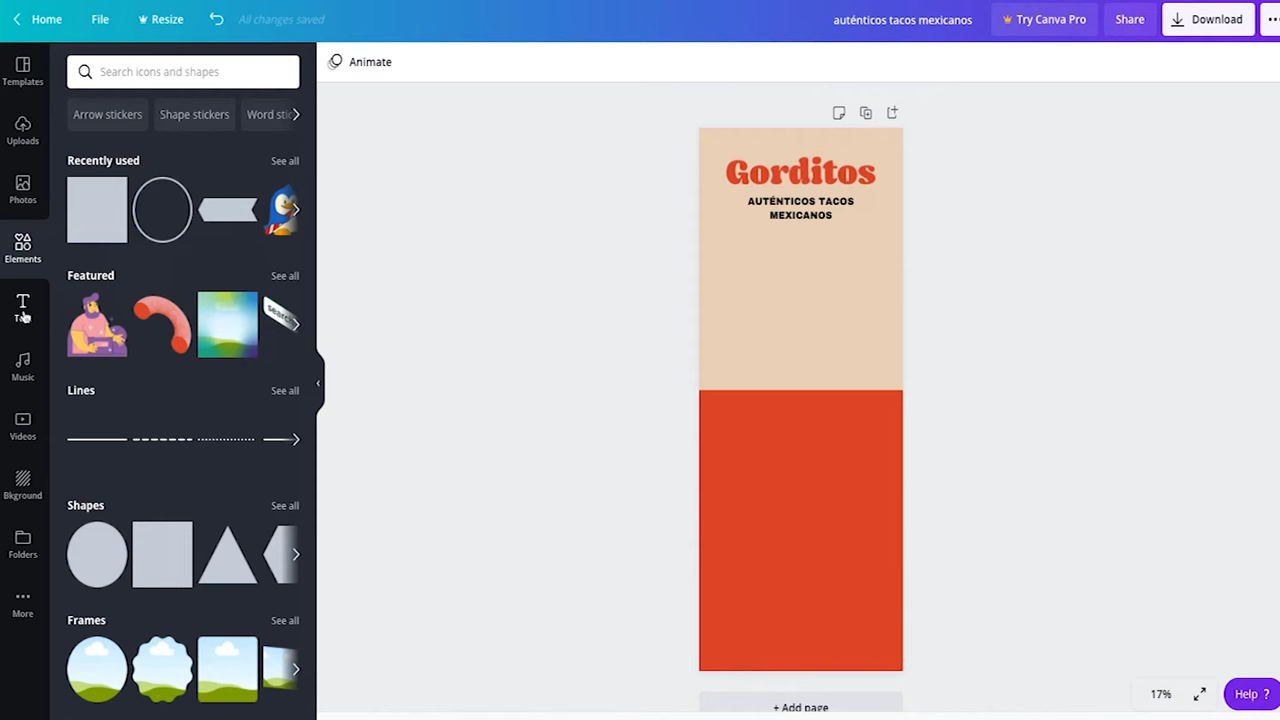 Home File Resize All changes saved auténticos tacos mexicanos Try Canva Pro Share Download
Templates
Uploads
Photos
Elements
Music
Videos
Bkground
Folders
More
Search icons and shapes
Arrow stickers Shape stickers Word
Recently used See all
Featured See all
search
Lines See all
Shapes See all
Frames See all
Animate
Gorditos
AUTÉNTICOS TACOS
MEXICANOS
+ Add page
17%
Help ?